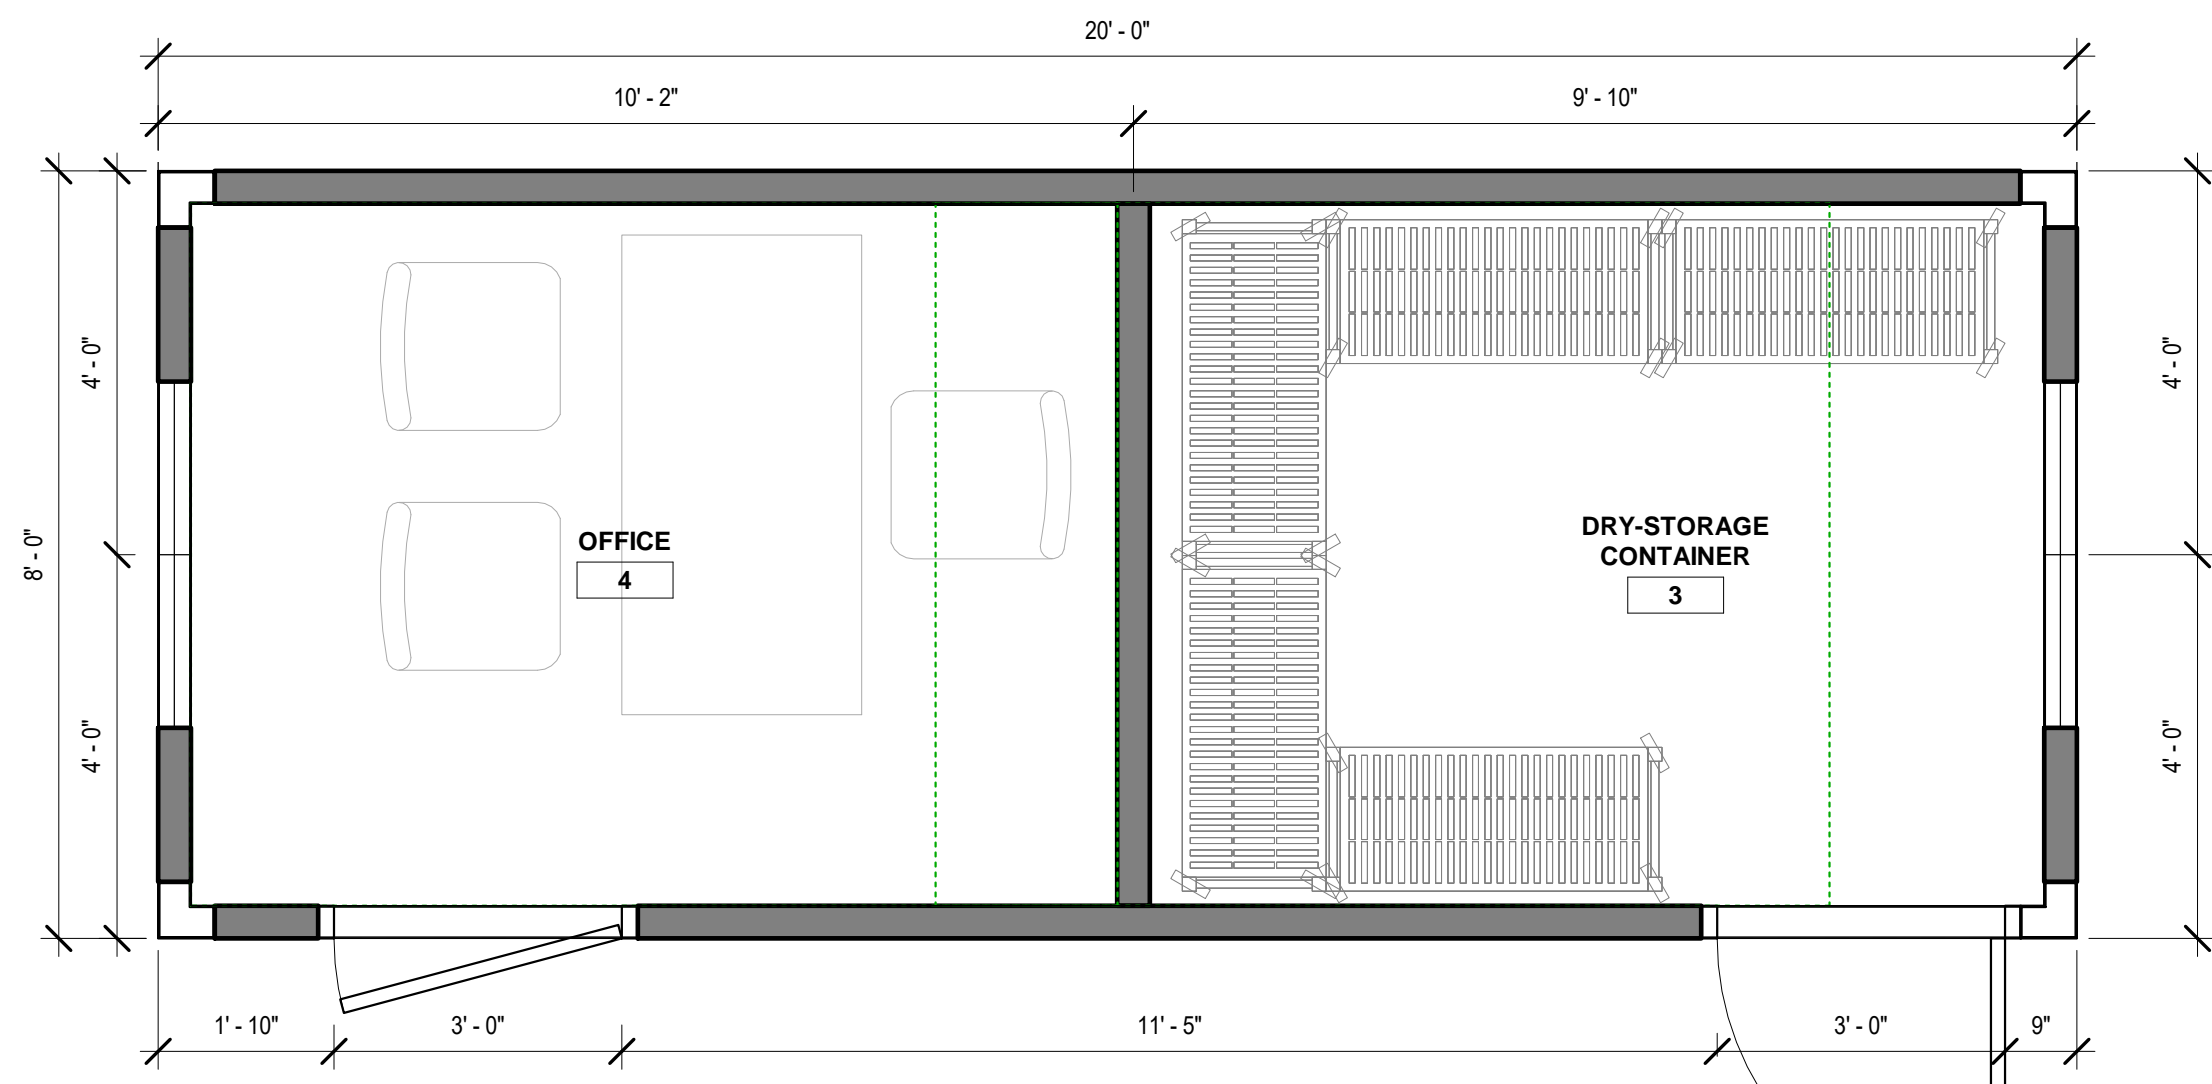 20' - 0"
10' - 2"
9' - 10"
4' - 0"
4' - 0"
8' - 0"
OFFICE
4
DRY-STORAGE
CONTAINER
3
4' - 0"
4' - 0"
1' - 10"
3' - 0"
11' - 5"
3' - 0"
9"